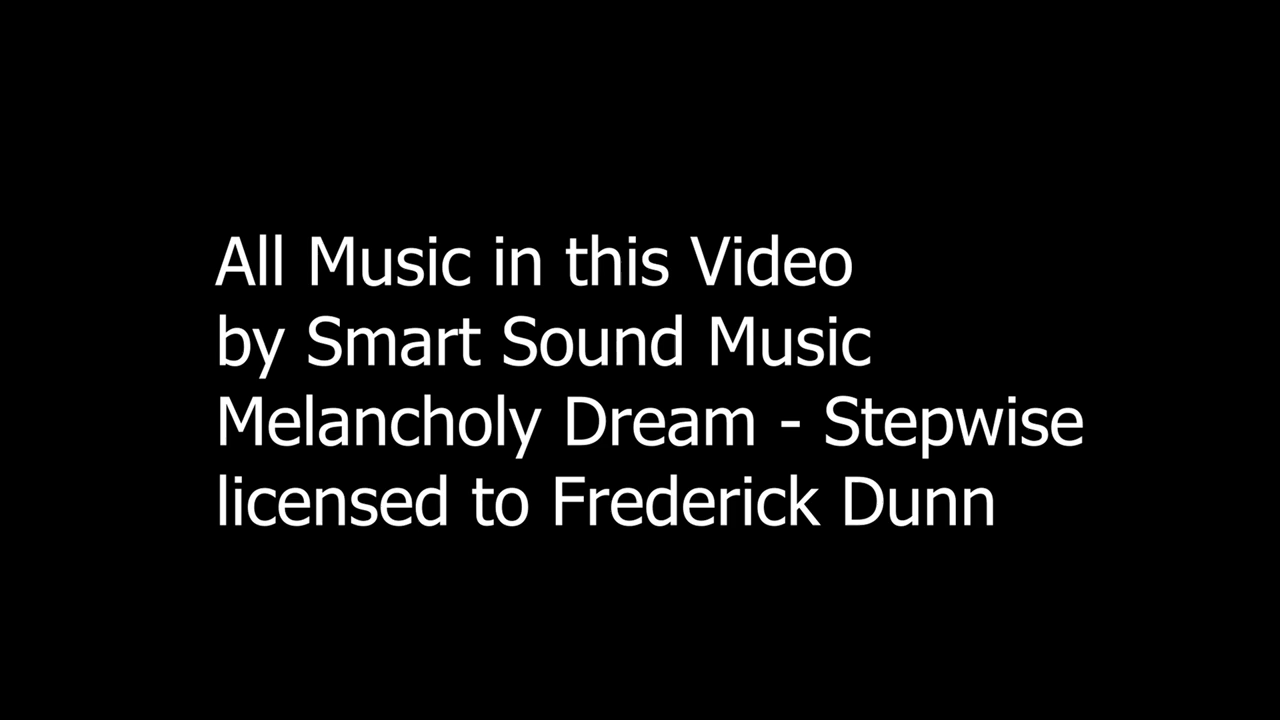 All Music in this Video
by Smart Sound Music
Melancholy Dream - Stepwise
licensed to Frederick Dunn